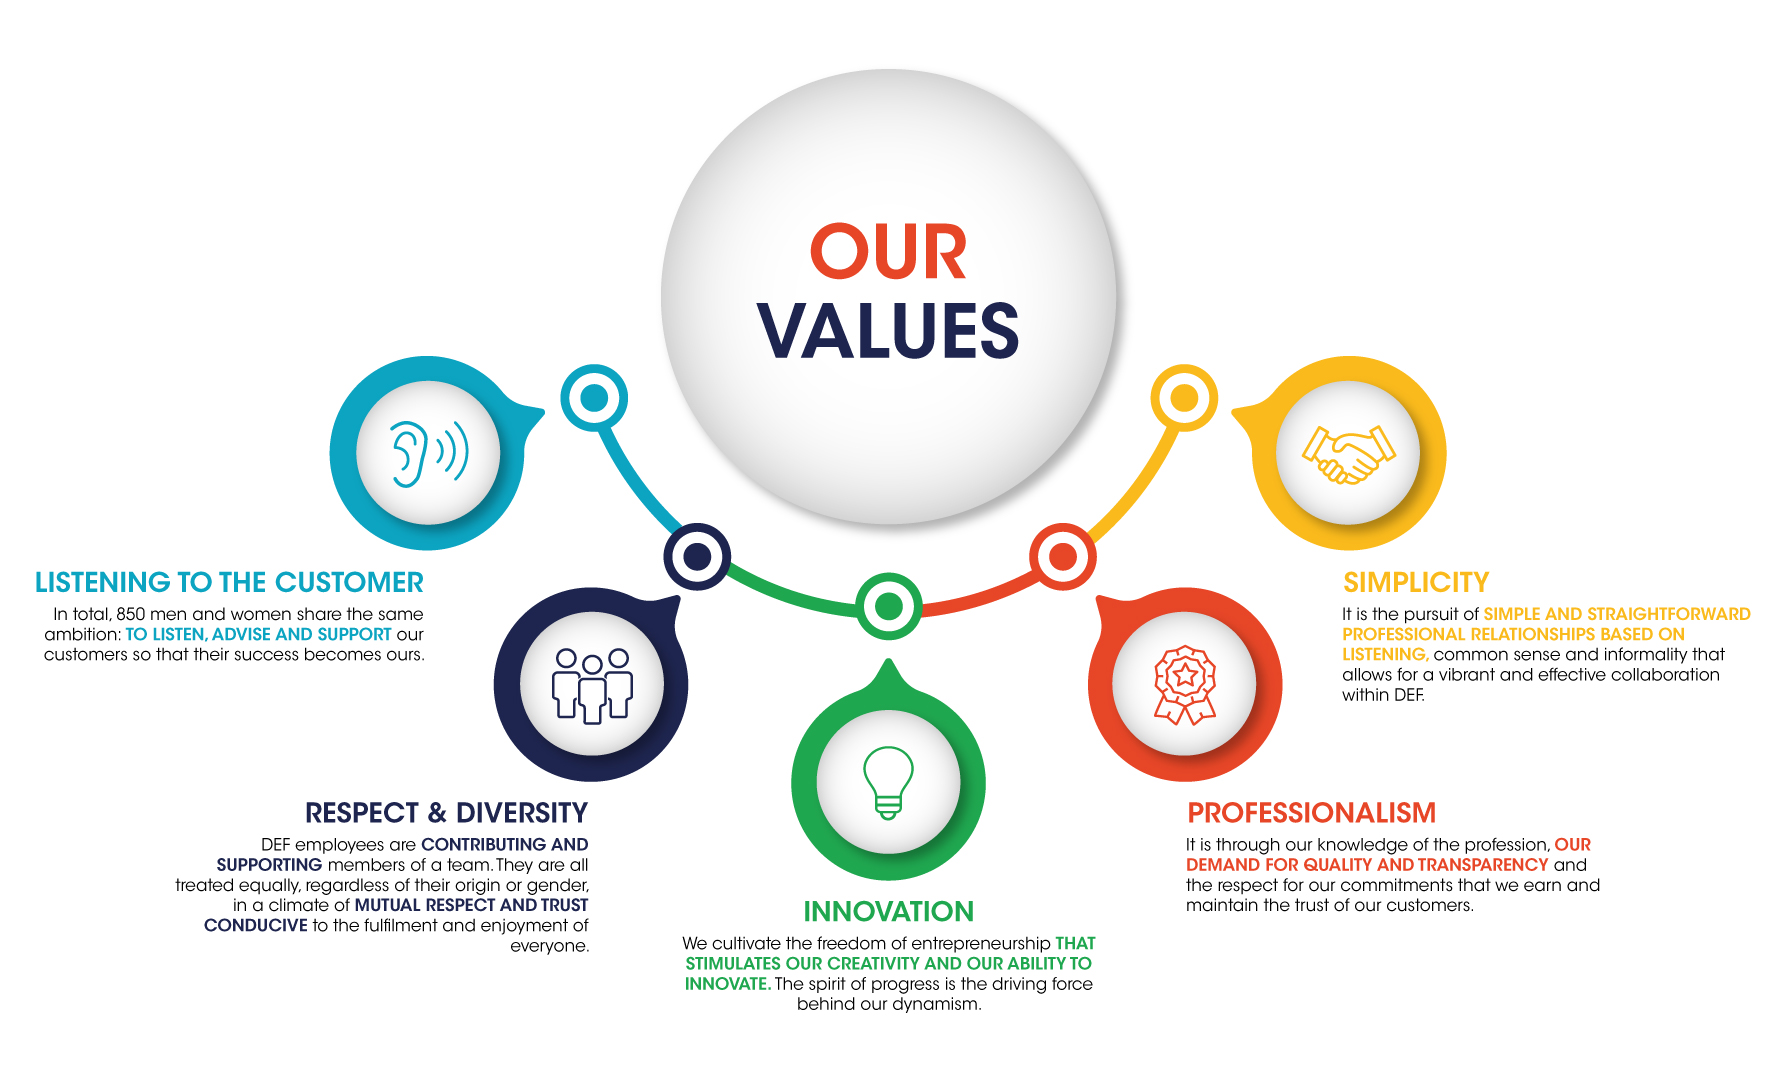 OUR
VALUES
LISTENING TO THE CUSTOMER
In total, 850 men and women share the same
ambition: TO LISTEN, ADVISE AND SUPPORT our
customers so that their success becomes ours.
RESPECT & DIVERSITY
DEF employees are CONTRIBUTING AND
SUPPORTING members of a team. They are all
treated equally, regardless of their origin or gender,
in a climate of MUTUAL RESPECT AND TRUST
CONDUCIVE to the fulfilment and enjoyment of
everyone.
INNOVATION
We cultivate the freedom of entrepreneurship THAT
STIMULATES OUR CREATIVITY AND OUR ABILITY TO
INNOVATE. The spirit of progress is the driving force
behind our dynamism.
PROFESSIONALISM
It is through our knowledge of the profession, OUR
DEMAND FOR QUALITY AND TRANSPARENCY and
the respect for our commitments that we earn and
maintain the trust of our customers.
SIMPLICITY
It is the pursuit of SIMPLE AND STRAIGHTFORWARD
PROFESSIONAL RELATIONSHIPS BASED ON
LISTENING, common sense and informality that
allows for a vibrant and effective collaboration
within DEF.